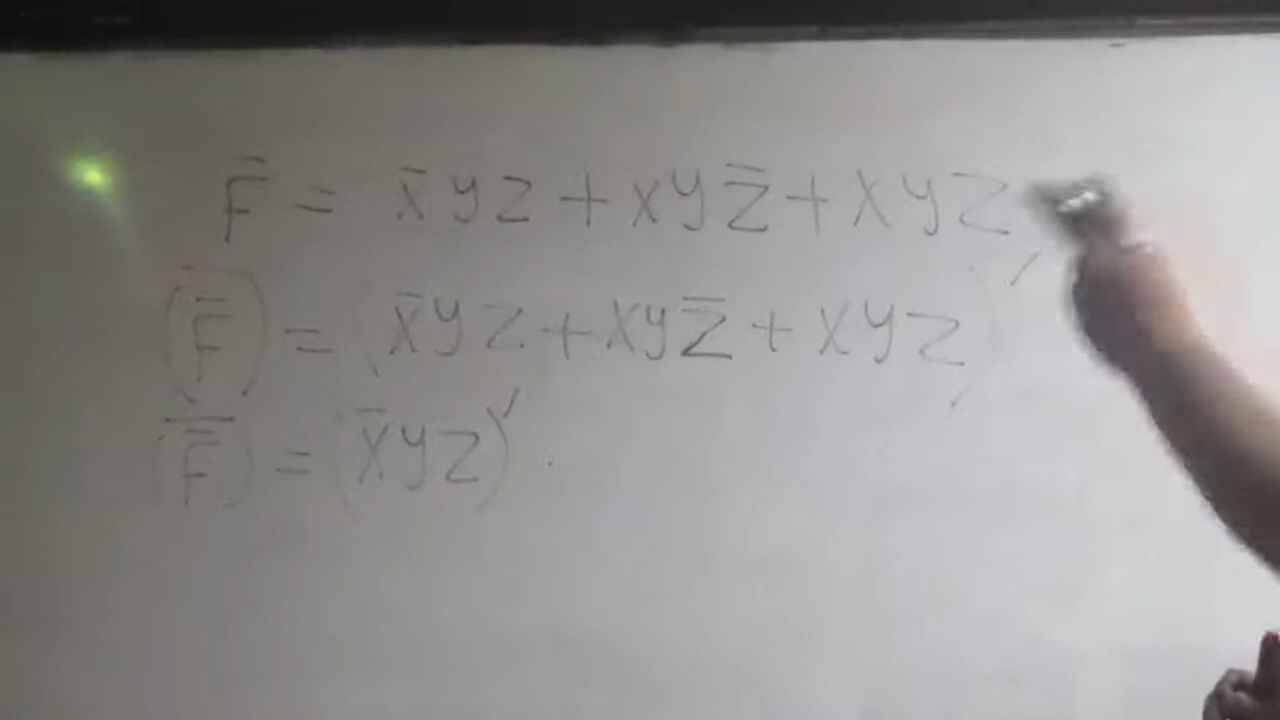 F̅ = x̅yz + xyz̅ + xyz
(F̅) = (x̅yz + xyz̅ + xyz)′
(F̅)̅ = (x̅yz)′ .